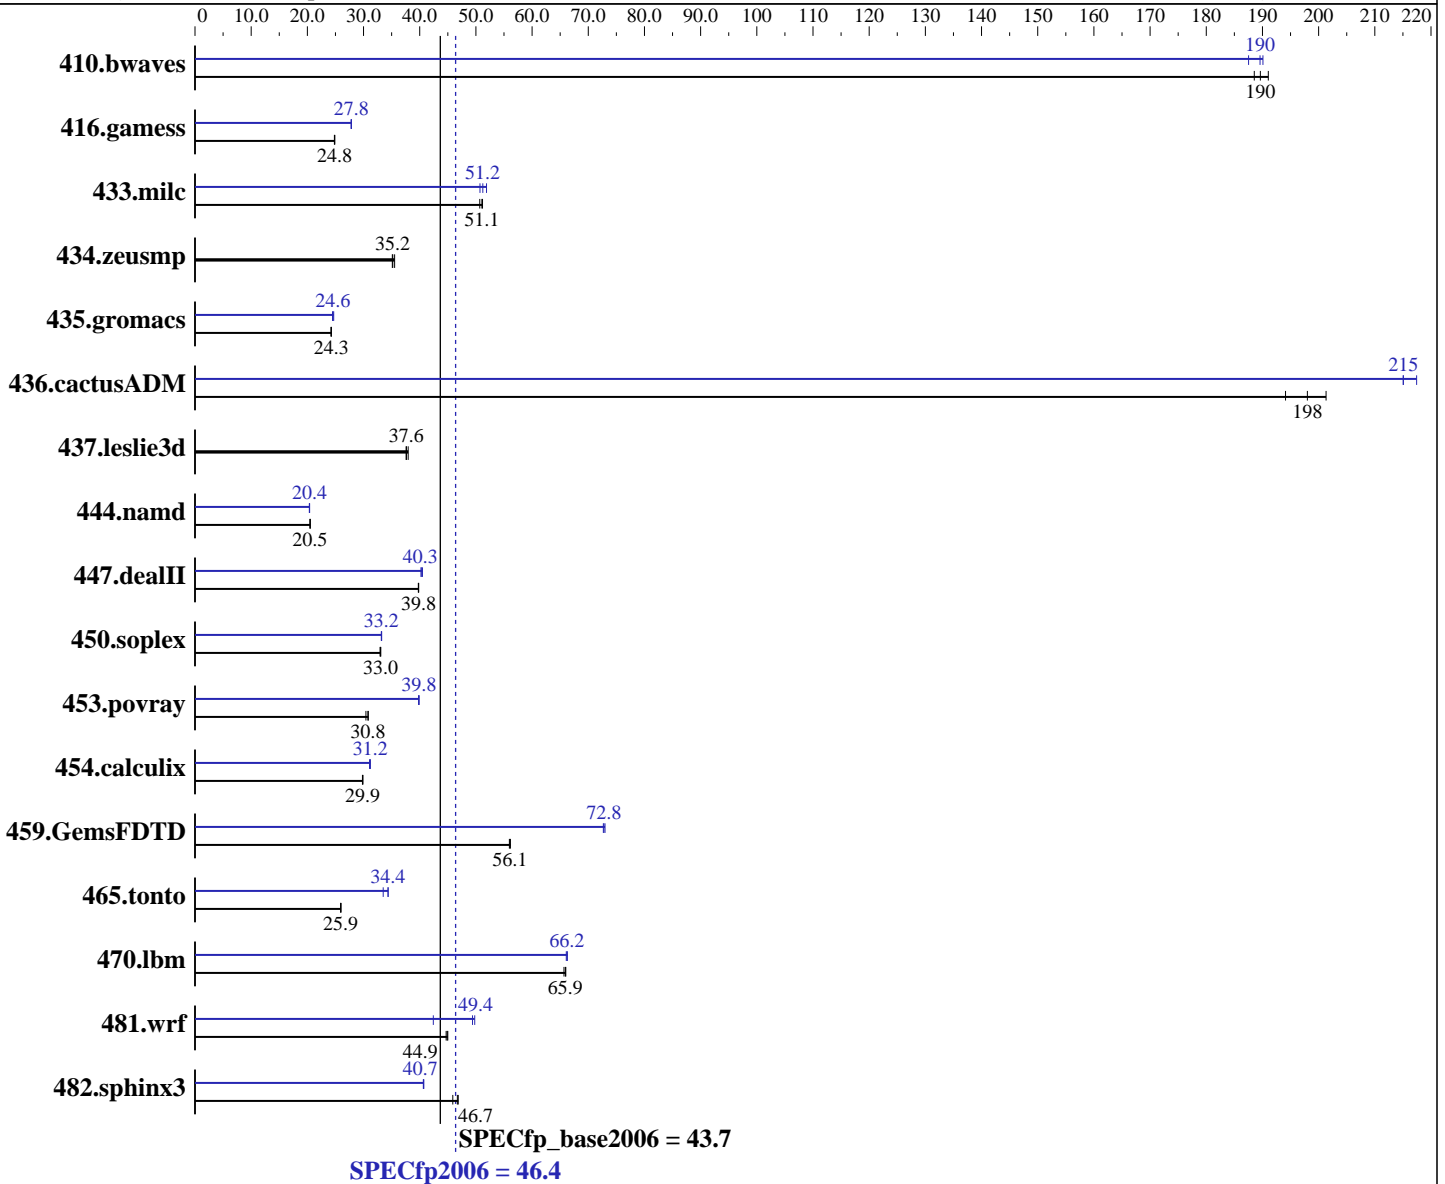 0 10.0 20.0 30.0 40.0 50.0 60.0 70.0 80.0 90.0 100 110 120 130 140 150 160 170 180 190 200 210 220
190
410.bwaves
190
27.8
416.gamess
24.8
51.2
433.milc
51.1
35.2
434.zeusmp
24.6
435.gromacs
24.3
215
436.cactusADM
198
37.6
437.leslie3d
20.4
444.namd
20.5
40.3
447.dealII
39.8
33.2
450.soplex
33.0
39.8
453.povray
30.8
31.2
454.calculix
29.9
72.8
459.GemsFDTD
56.1
34.4
465.tonto
25.9
66.2
470.lbm
65.9
49.4
481.wrf
44.9
40.7
482.sphinx3
46.7
SPECfp_base2006 = 43.7
SPECfp2006 = 46.4